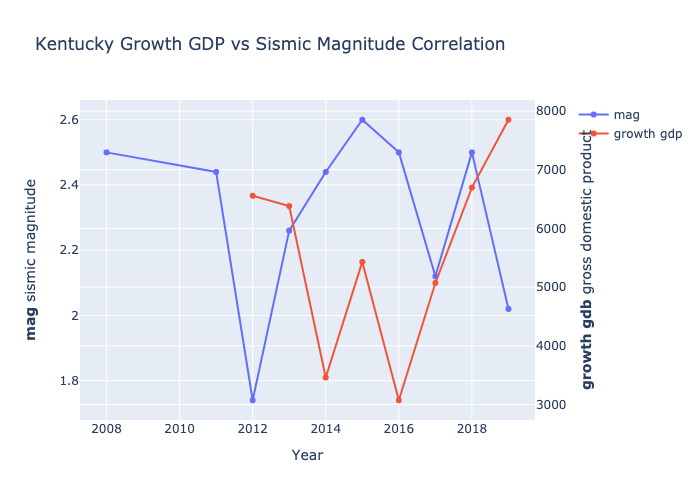 Kentucky Growth GDP vs Sismic Magnitude Correlation
mag
growth gdp
2.6
2.4
2.2
2
1.8
mag sismic magnitude
8000
7000
6000
5000
4000
3000
growth gdb gross domestic product
2008
2010
2012
2014
2016
2018
Year